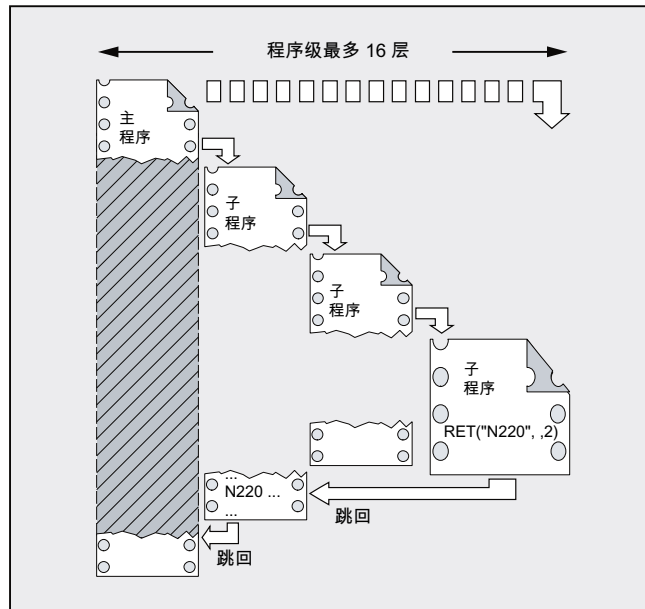 程序级最多 16 层
主
程序
子
程序
子
程序
子
程序
RET("N220", ,2)
...
N220 ...
...
跳回
跳回